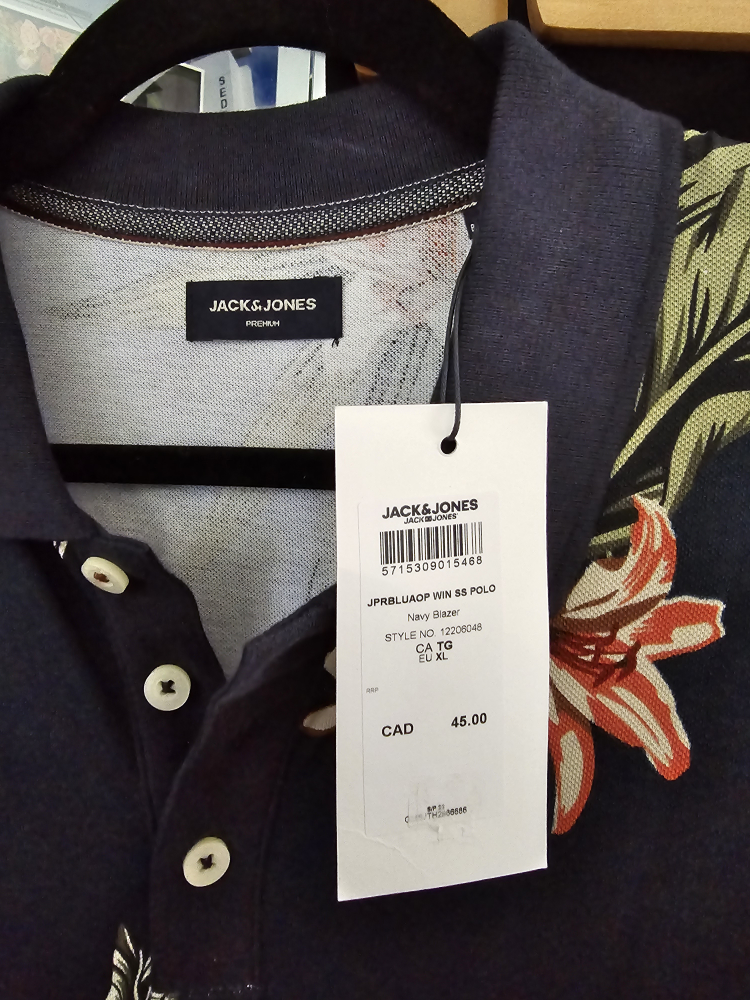 SED
JACK&JONES
PREMIUM
JACK&JONES
JACK&JONES
5715309015468
JPRBLUAOP WIN SS POLO
Navy Blazer
STYLE NO. 12206048
CA TG
EU XL
RRP
CAD 45.00